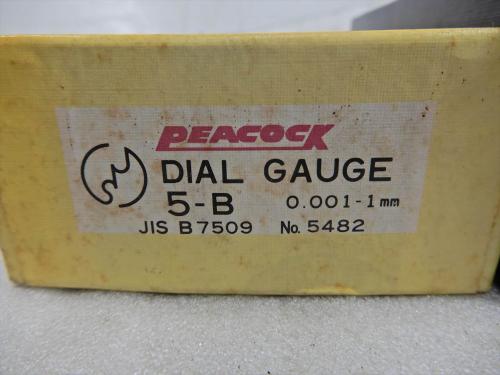 PEACOCK
DIAL GAUGE
5-B 0.001-1mm
JIS B7509 No. 5482